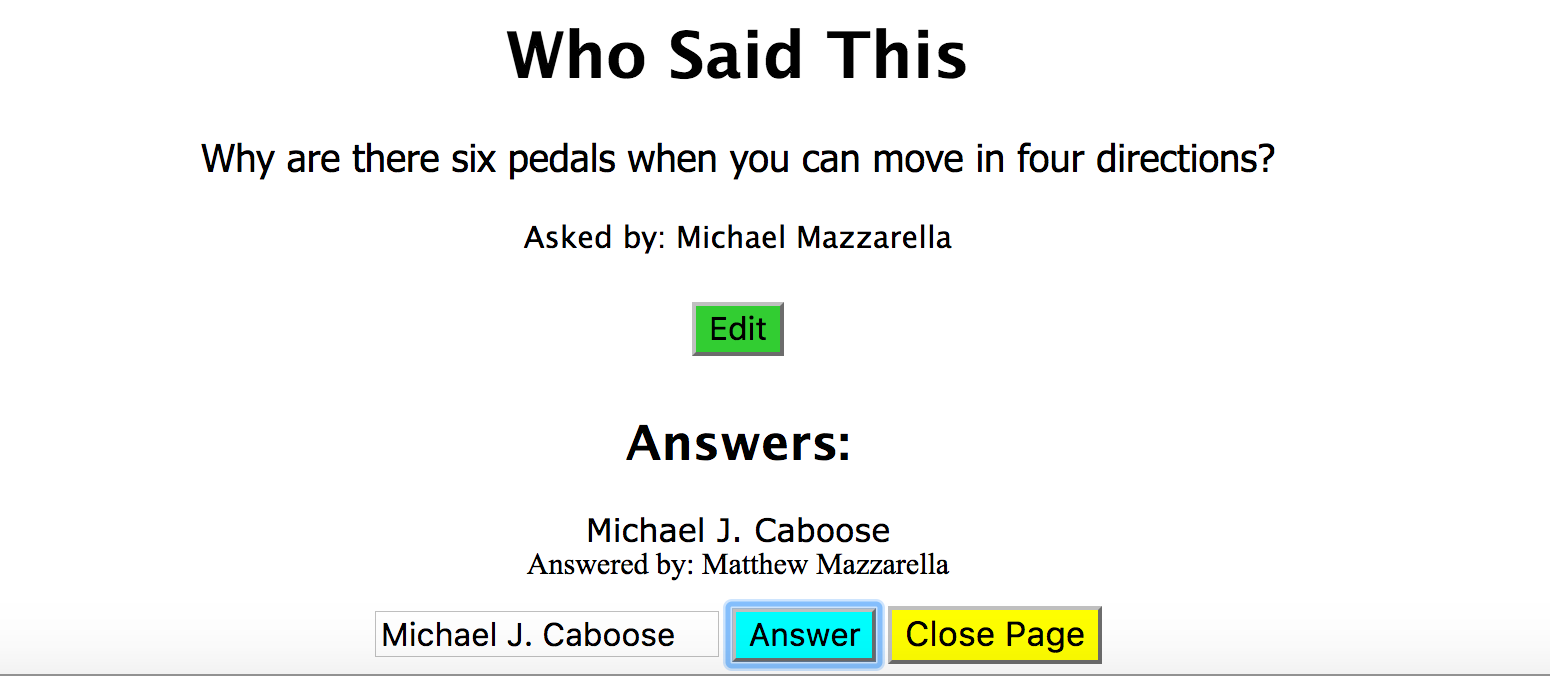 Who Said This
Why are there six pedals when you can move in four directions?
Asked by: Michael Mazzarella
Edit
Answers:
Michael J. Caboose
Answered by: Matthew Mazzarella
Michael J. Caboose Answer Close Page